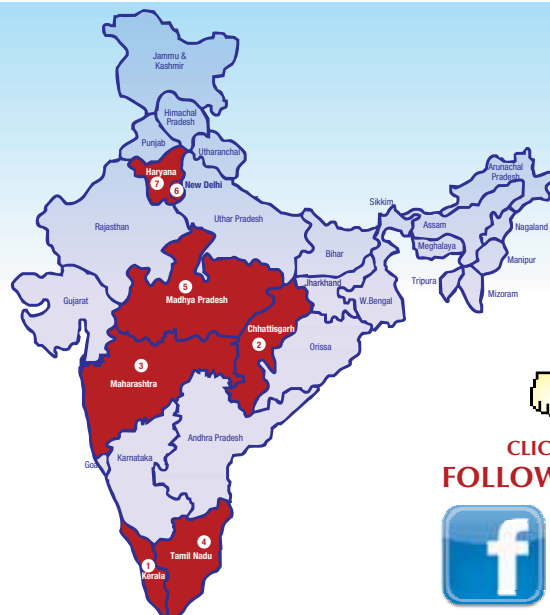 Jammu &
Kashmir
Himachal
Pradesh
Punjab
Utharanchal
Haryana
7
6
New Delhi
Rajasthan
Uthar Pradesh
Sikkim
Arunachal
Pradesh
Assam
Nagaland
Meghalaya
Manipur
Tripura
Mizoram
Bihar
Jharkhand
W.Bengal
Gujarat
5
Madhya Pradesh
Chhattisgarh
2
Orissa
3
Maharashtra
Andhra Pradesh
Karnataka
Goa
CLIC
FOLLOW
f
4
Tamil Nadu
1
Kerala